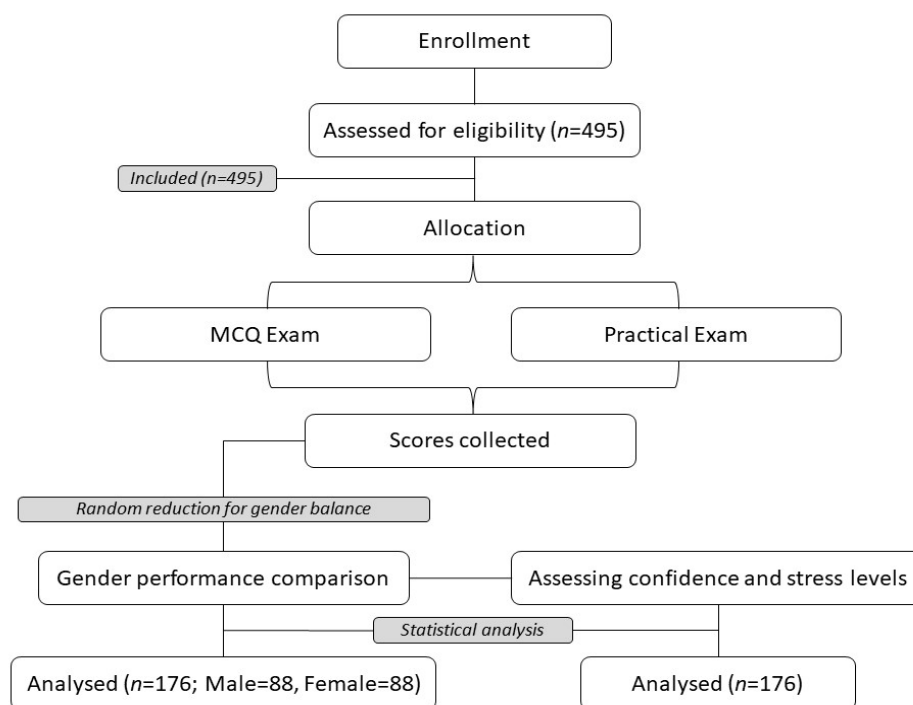 Enrollment
Assessed for eligibility (n=495)
Included (n=495)
Allocation
MCQ Exam
Practical Exam
Scores collected
Random reduction for gender balance
Gender performance comparison
Assessing confidence and stress levels
Statistical analysis
Analysed (n=176; Male=88, Female=88)
Analysed (n=176)